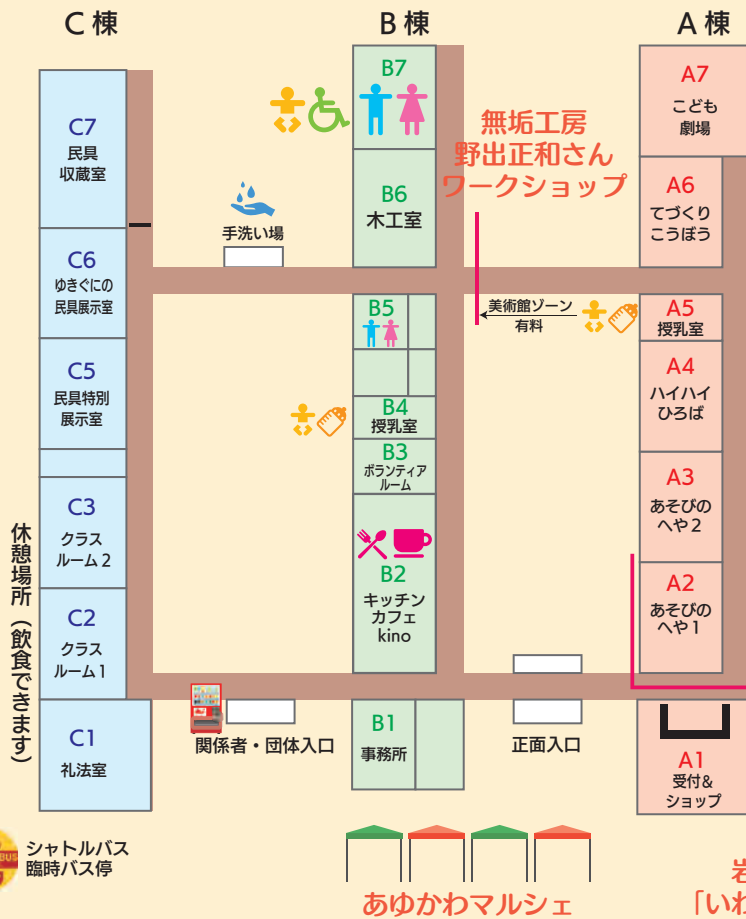 C棟
B棟
A棟
C7
民具
収蔵室
C6
ゆきぐにの
民具展示室
C5
民具特別
展示室
C3
クラス
ルーム2
C2
クラス
ルーム1
C1
礼法室
休憩場所(飲食できます)
手洗い場
B7
B6
木工室
B5
B4
授乳室
B3
ボランティア
ルーム
B2
キッチン
カフェ
kino
B1
事務所
無垢工房
野出正和さん
ワークショップ
美術館ゾーン
有料
A7
こども
劇場
A6
てづくり
こうぼう
A5
授乳室
A4
ハイハイ
ひろば
A3
あそびの
へや2
A2
あそびの
へや1
A1
受付&
ショップ
関係者・団体入口
正面入口
BUS
シャトルバス
臨時バス停
あゆかわマルシェ
岩
「いわ